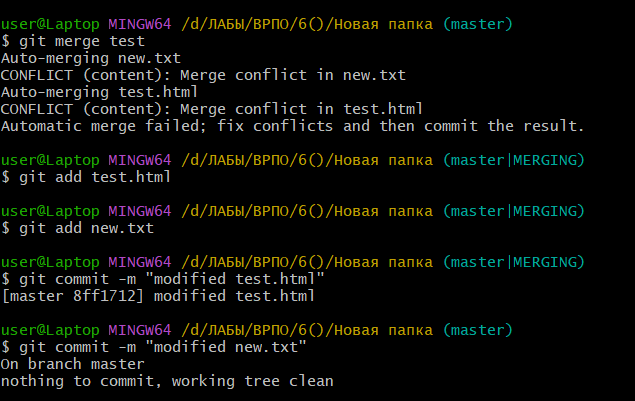 user@Laptop MINGW64 /d/ЛАБЫ/ВРПО/6()/Новая папка (master)
$ git merge test
Auto-merging new.txt
CONFLICT (content): Merge conflict in new.txt
Auto-merging test.html
CONFLICT (content): Merge conflict in test.html
Automatic merge failed; fix conflicts and then commit the result.
user@Laptop MINGW64 /d/ЛАБЫ/ВРПО/6()/Новая папка (master|MERGING)
$ git add test.html
user@Laptop MINGW64 /d/ЛАБЫ/ВРПО/6()/Новая папка (master|MERGING)
$ git add new.txt
user@Laptop MINGW64 /d/ЛАБЫ/ВРПО/6()/Новая папка (master|MERGING)
$ git commit -m "modified test.html"
[master 8ff1712] modified test.html
user@Laptop MINGW64 /d/ЛАБЫ/ВРПО/6()/Новая папка (master)
$ git commit -m "modified new.txt"
On branch master
nothing to commit, working tree clean